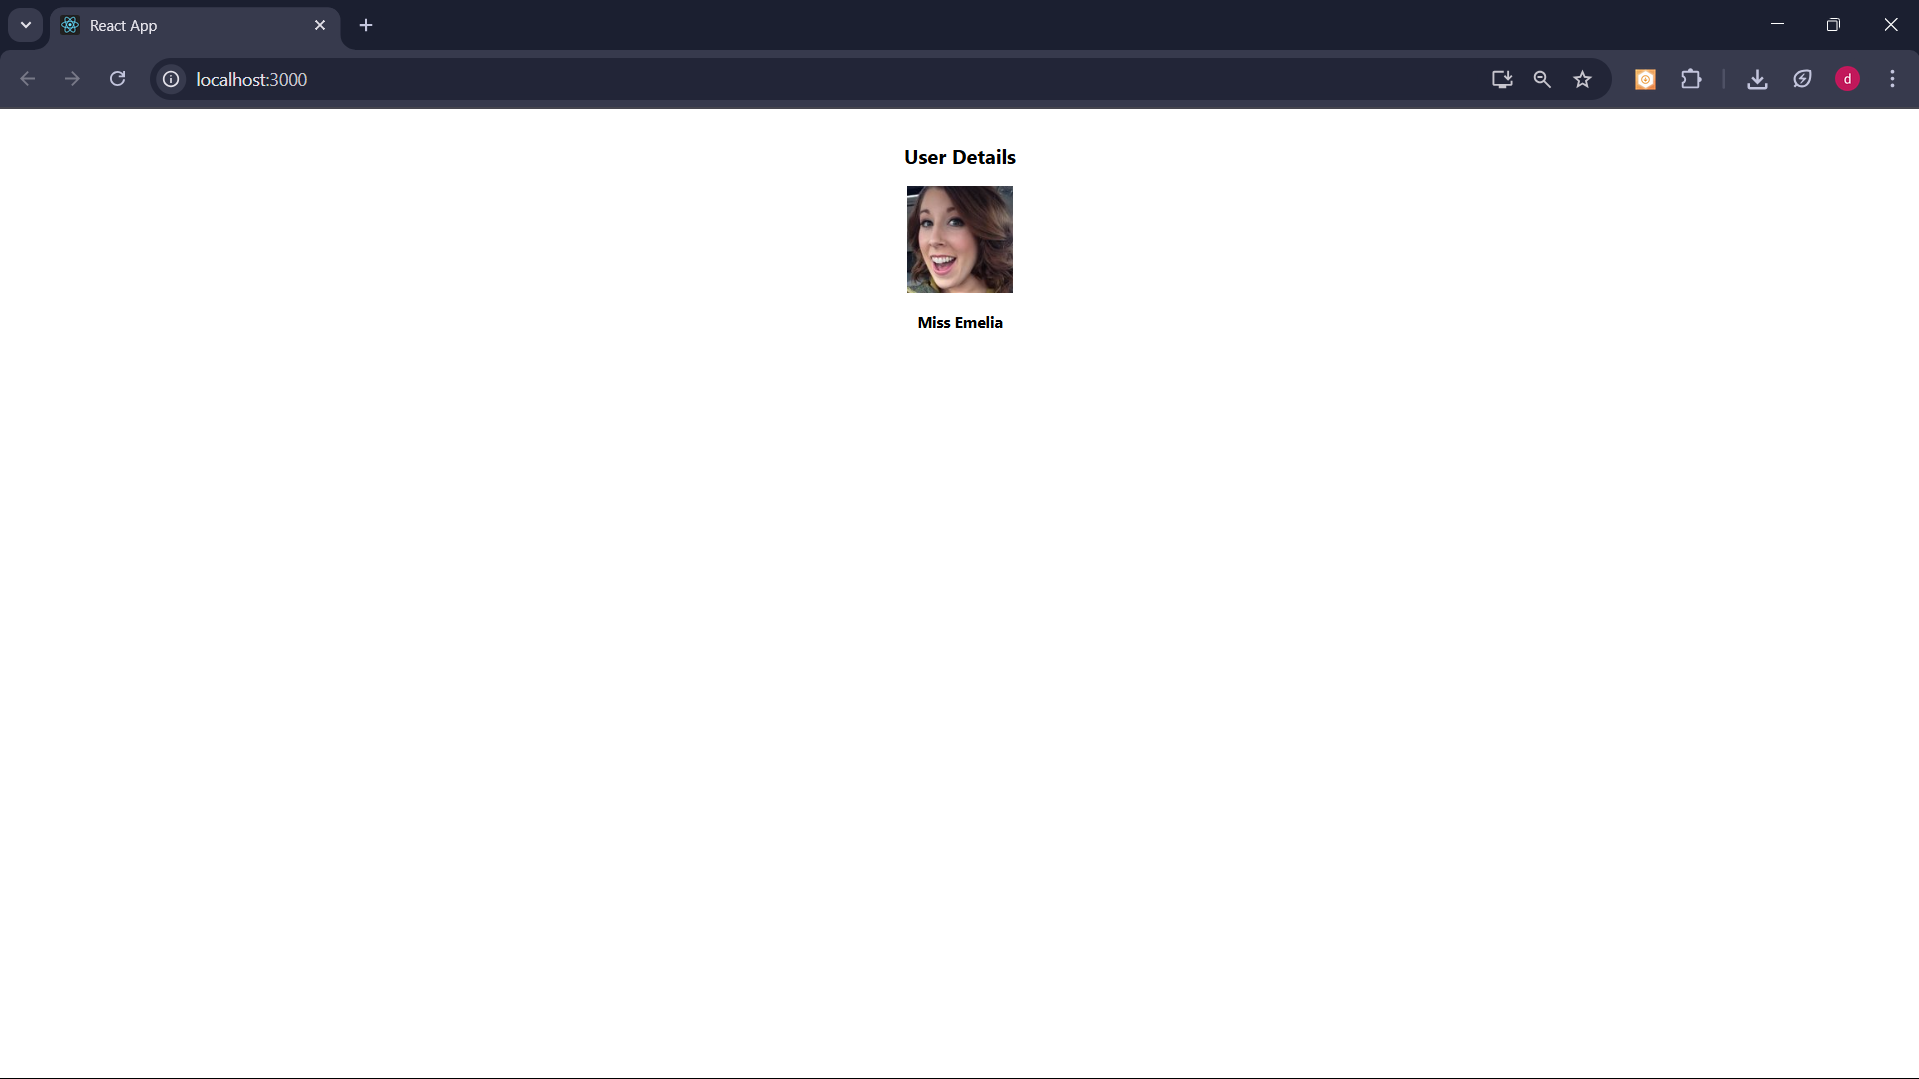 React App
localhost:3000
d
User Details
Miss Emelia